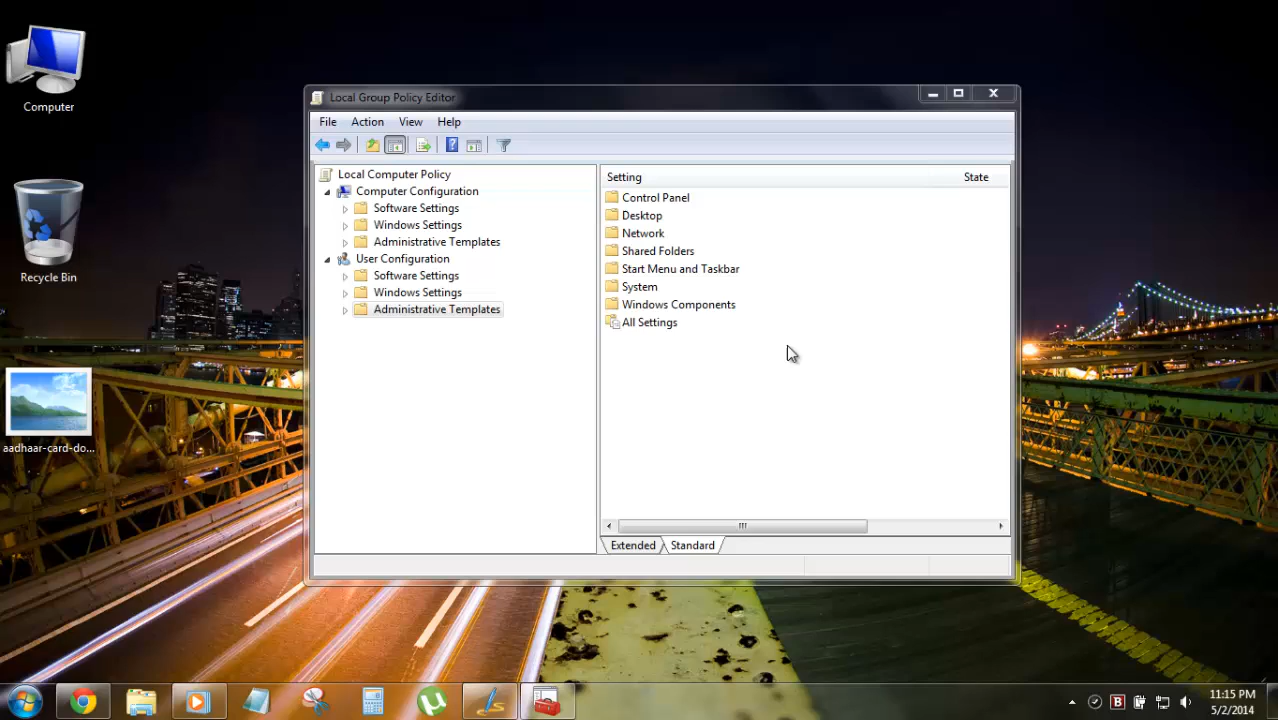 Computer
Recycle Bin
aadhaar-card-do...
Local Group Policy Editor
File Action View Help
Local Computer Policy
Computer Configuration
Software Settings
Windows Settings
Administrative Templates
User Configuration
Software Settings
Windows Settings
Administrative Templates
Setting State
Control Panel
Desktop
Network
Shared Folders
Start Menu and Taskbar
System
Windows Components
All Settings
Extended Standard
B
11:15 PM
5/2/2014